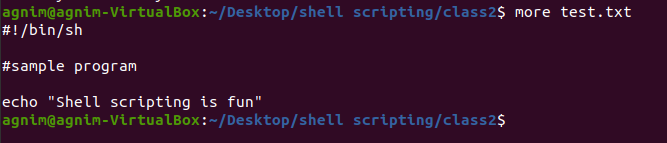 agnim@agnim-VirtualBox:~/Desktop/shell scripting/class2$ more test.txt
#!/bin/sh
#sample program
echo "Shell scripting is fun"
agnim@agnim-VirtualBox:~/Desktop/shell scripting/class2$